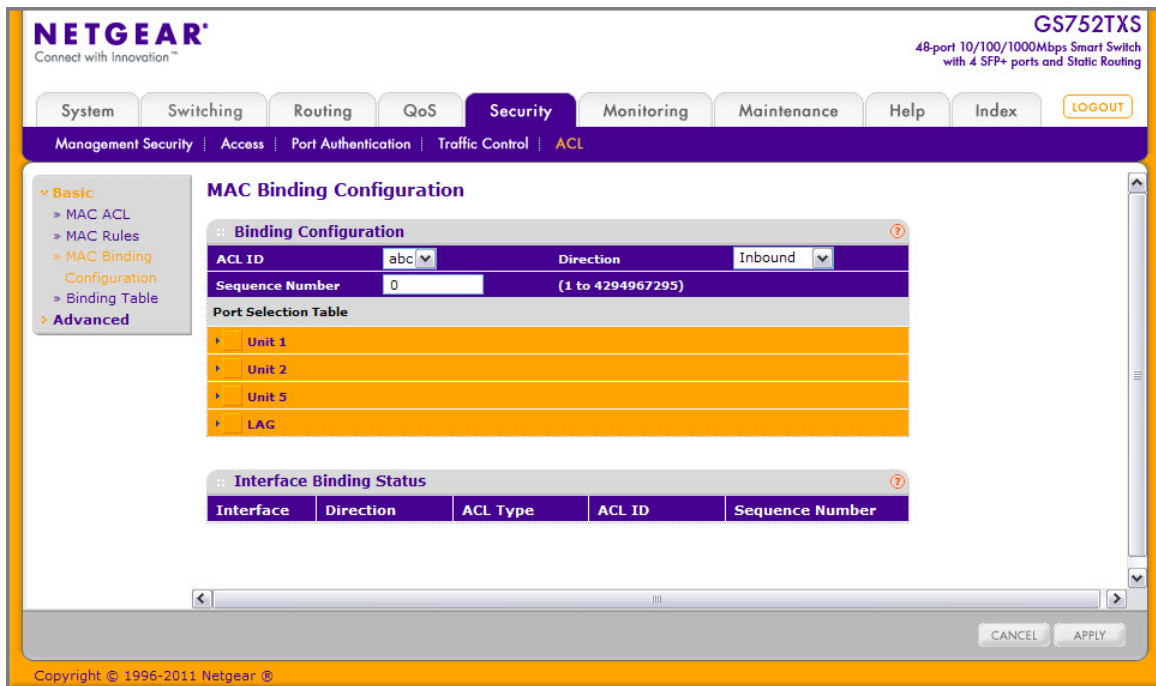 NETGEAR®
Connect with Innovation™
GS752TXS
48-port 10/100/1000Mbps Smart Switch
with 4 SFP+ ports and Static Routing
System Switching Routing QoS Security Monitoring Maintenance Help Index LOGOUT
Management Security | Access | Port Authentication | Traffic Control | ACL
Basic
» MAC ACL
» MAC Rules
» MAC Binding
Configuration
» Binding Table
Advanced
MAC Binding Configuration
Binding Configuration ?
ACL ID abc Direction Inbound
Sequence Number 0 (1 to 4294967295)
Port Selection Table
Unit 1
Unit 2
Unit 5
LAG
Interface Binding Status ?
Interface Direction ACL Type ACL ID Sequence Number
CANCEL APPLY
Copyright © 1996-2011 Netgear ®